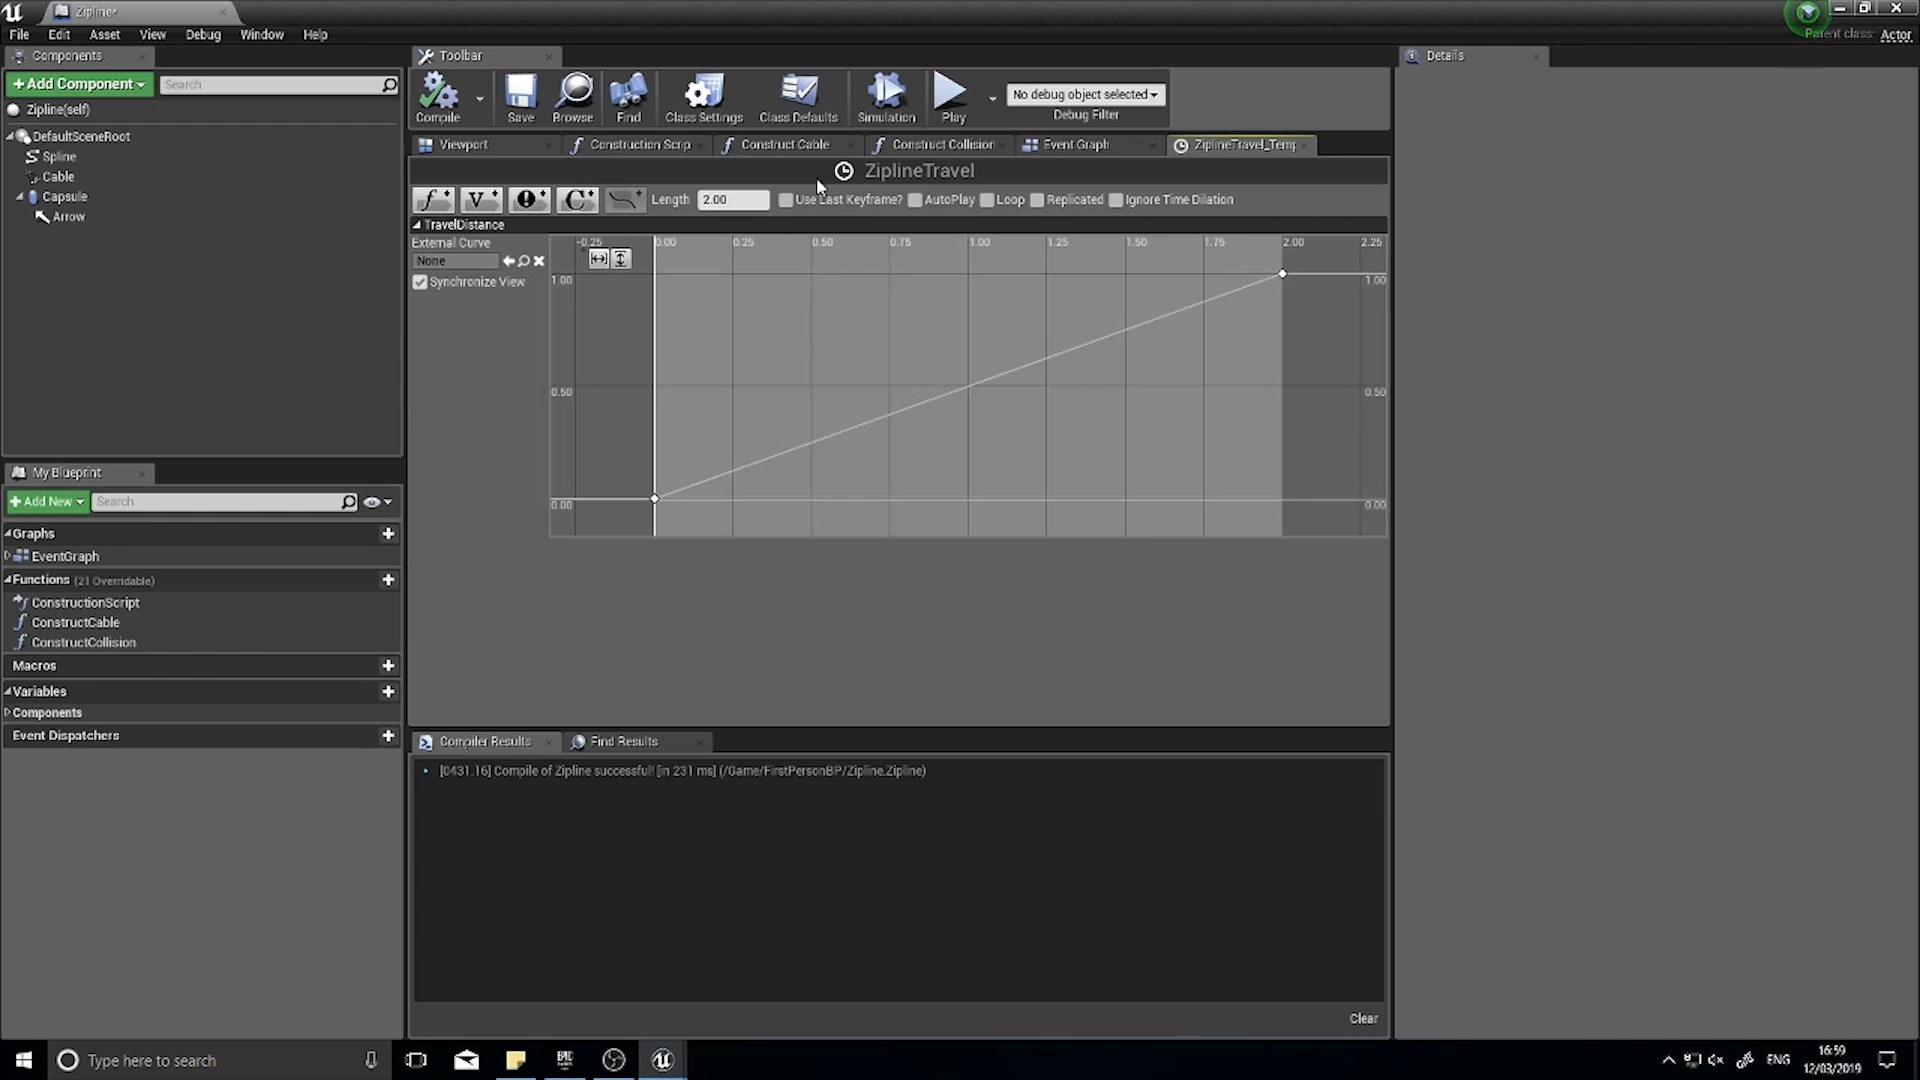 Zipline*
File Edit Asset View Debug Window Help
Parent class: Actor
Components
Toolbar
Details
+Add Component
Search
Zipline(self)
DefaultSceneRoot
Spline
Cable
Capsule
Arrow
Compile
Save
Browse
Find
Class Settings
Class Defaults
Simulation
Play
No debug object selected
Debug Filter
Viewport
Construction Scrip
Construct Cable
Construct Collision
Event Graph
ZiplineTravel_Temp
ZiplineTravel
Length 2.00 Use Last Keyframe? AutoPlay Loop Replicated Ignore Time Dilation
TravelDistance
External Curve
None
Synchronize View
-0.25 0.00 0.25 0.50 0.75 1.00 1.25 1.50 1.75 2.00 2.25
1.00 1.00
0.50 0.50
0.00 0.00
My Blueprint
+Add New
Search
Graphs
EventGraph
Functions (21 Overridable)
ConstructionScript
ConstructCable
ConstructCollision
Macros
Variables
Components
Event Dispatchers
Compiler Results
Find Results
[0431.16] Compile of Zipline successful! [in 231 ms] (/Game/FirstPersonBP/Zipline.Zipline)
Clear
Type here to search
EPIC
ENG
16:59
12/03/2019